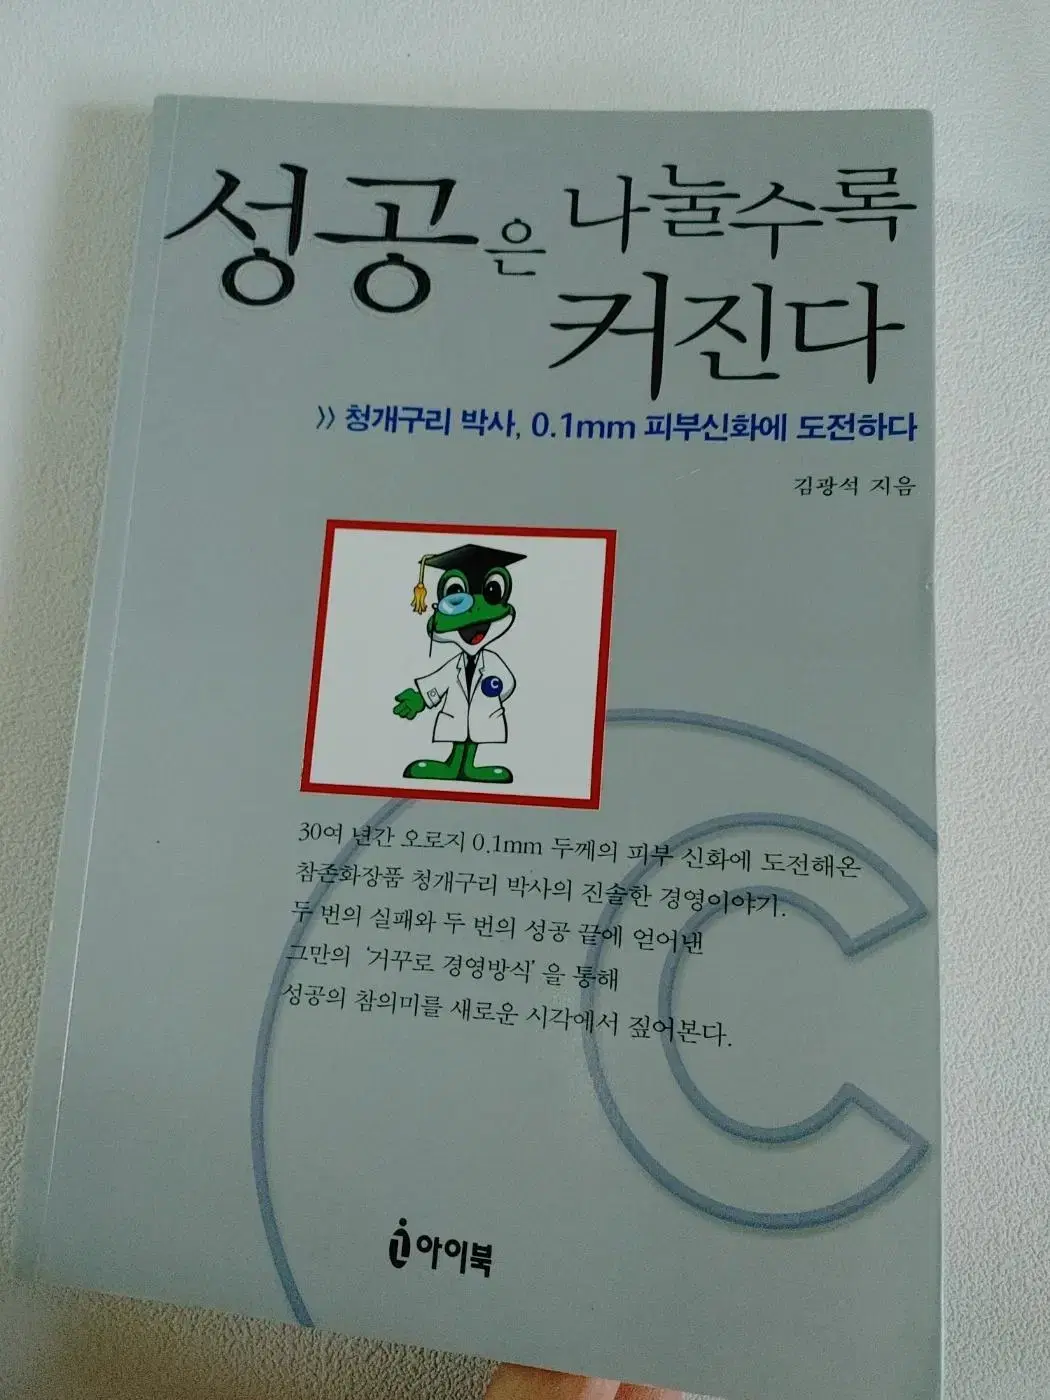 성공은 나눌수록
커진다
》 청개구리 박사, 0.1mm 피부신화에 도전하다
김광석 지음
C
30여 년간 오로지 0.1mm 두께의 피부 신화에 도전해온
참존화장품 청개구리 박사의 진솔한 경영이야기.
두 번의 실패와 두 번의 성공 끝에 얻어낸
그만의 '거꾸로 경영방식'을 통해
성공의 참의미를 새로운 시각에서 짚어본다.
아이북